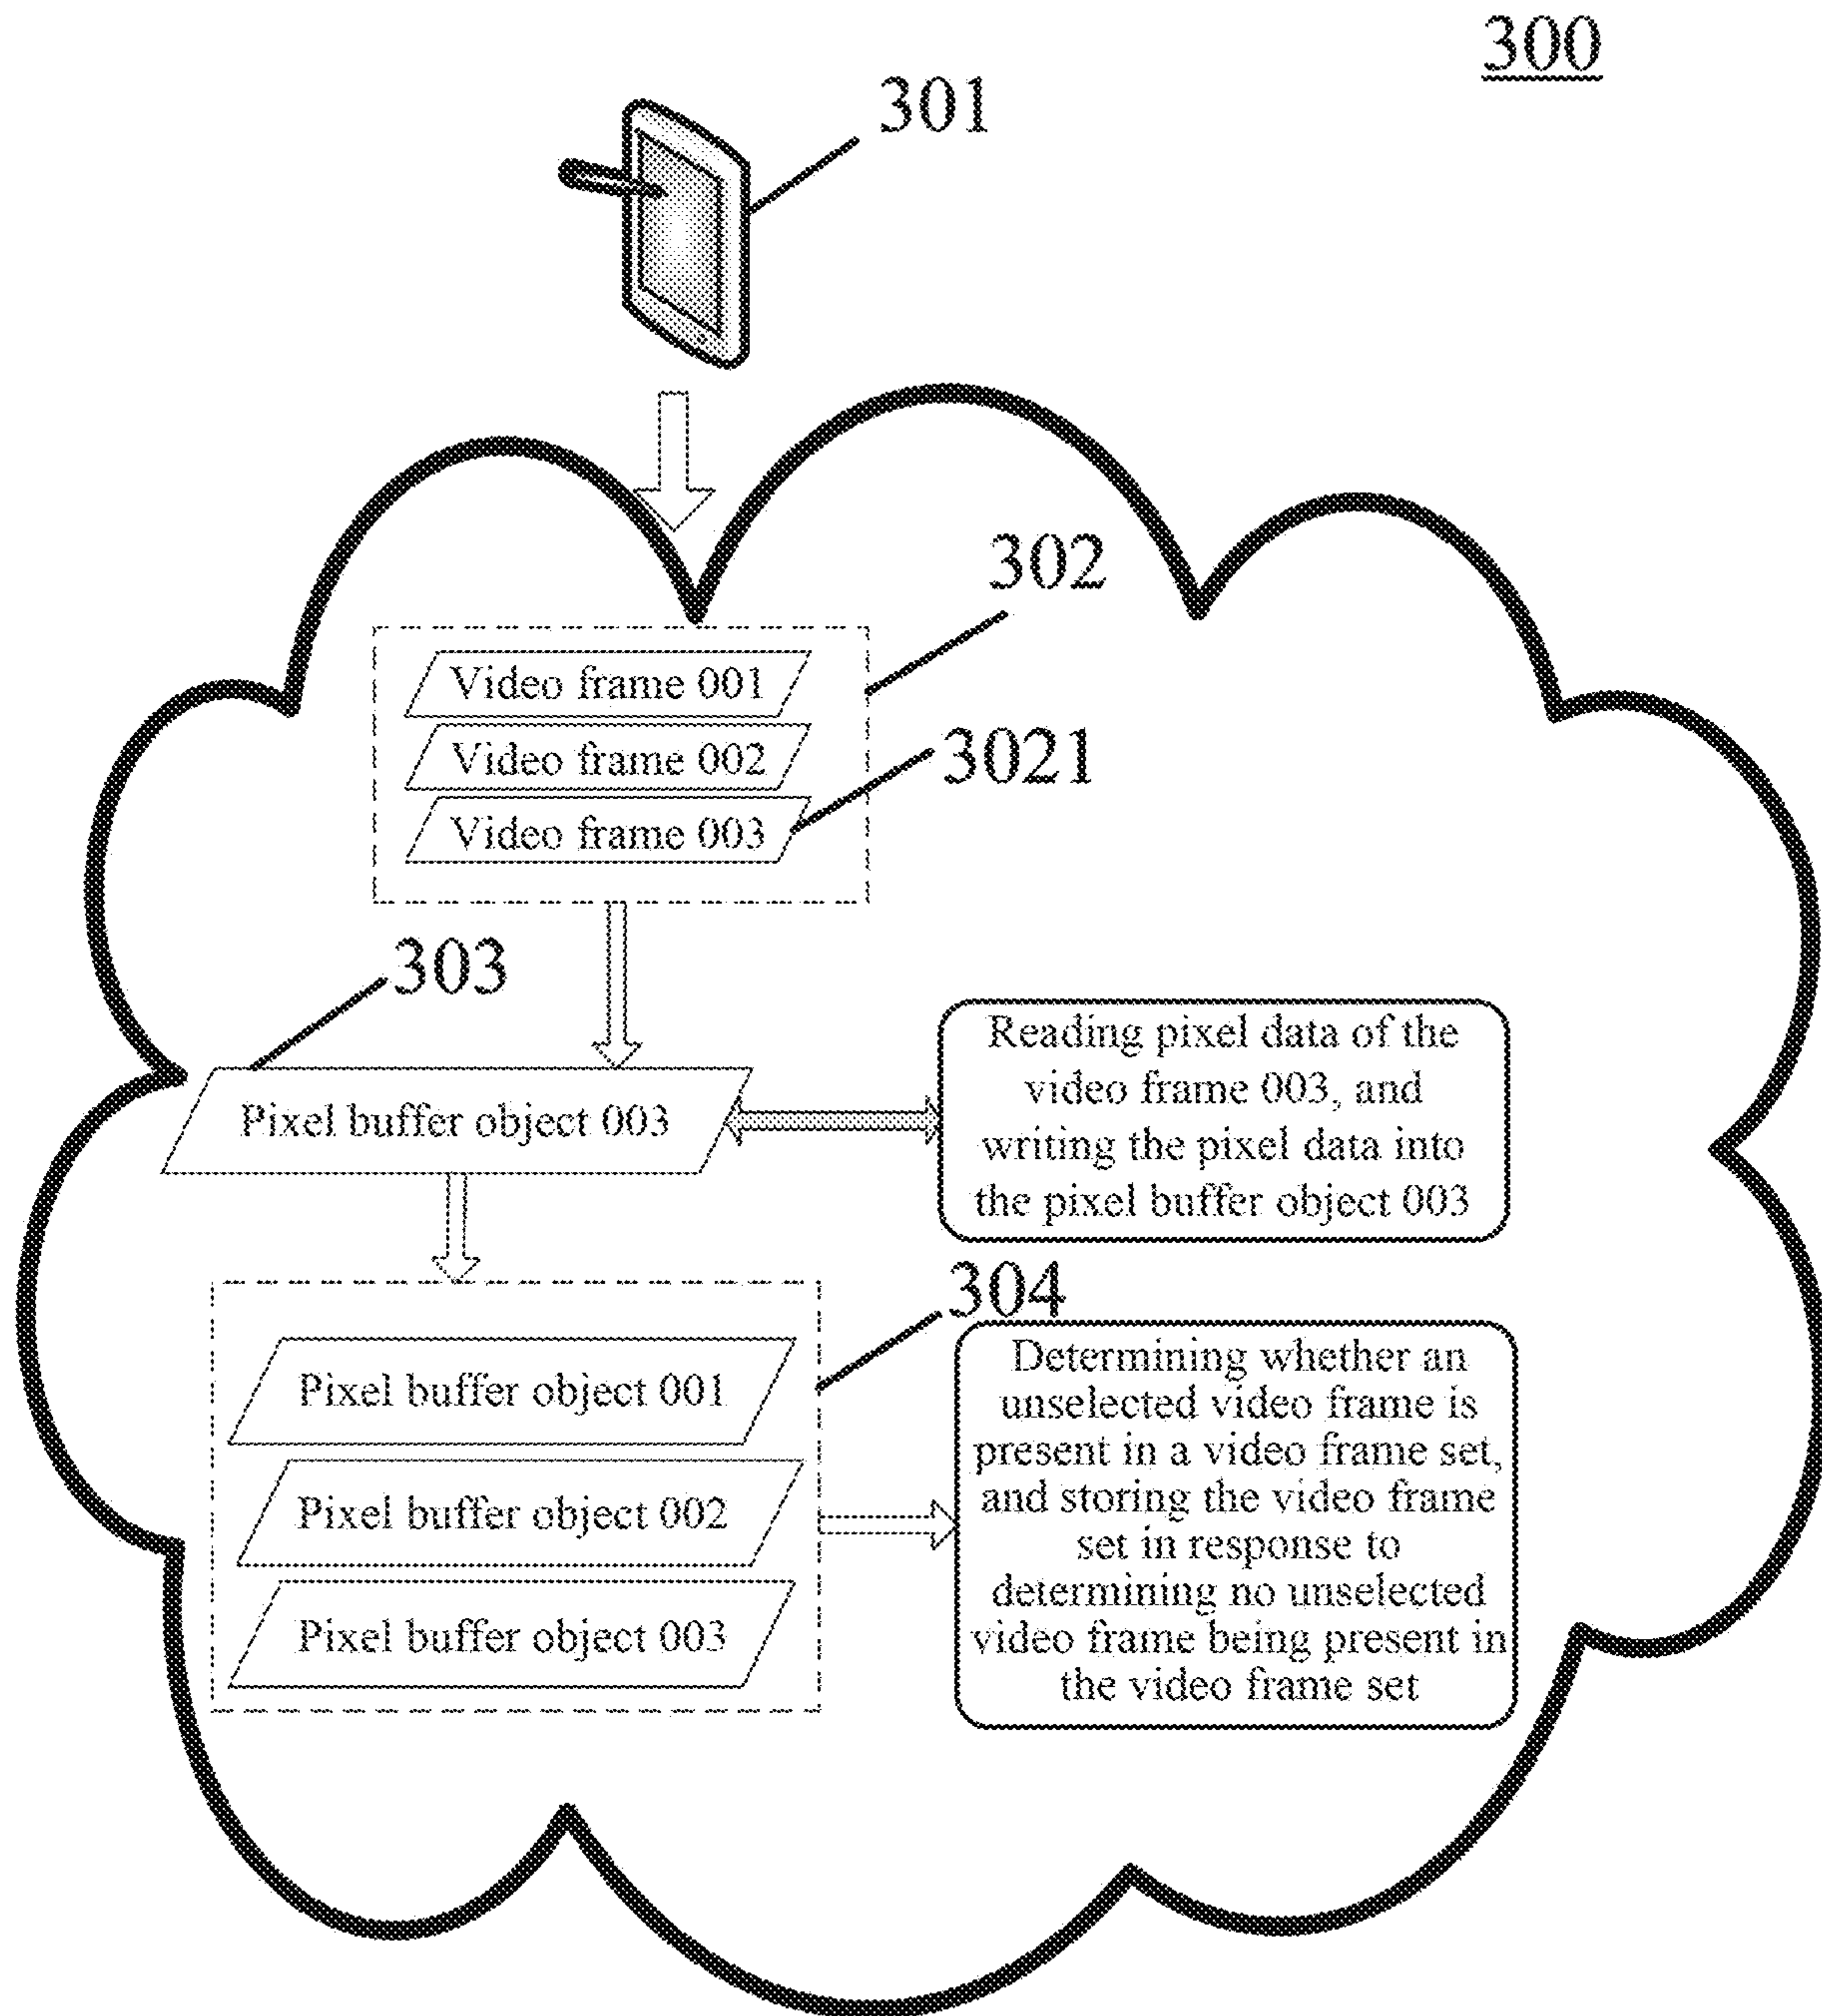 300
301
302
Video frame 001
Video frame 002
3021
Video frame 003
303
Pixel buffer object 003
Reading pixel data of the
video frame 003, and
writing the pixel data into
the pixel buffer object 003
304
Pixel buffer object 001
Pixel buffer object 002
Pixel buffer object 003
Determining whether an
unselected video frame is
present in a video frame set,
and storing the video frame
set in response to
determining no unselected
video frame being present in
the video frame set